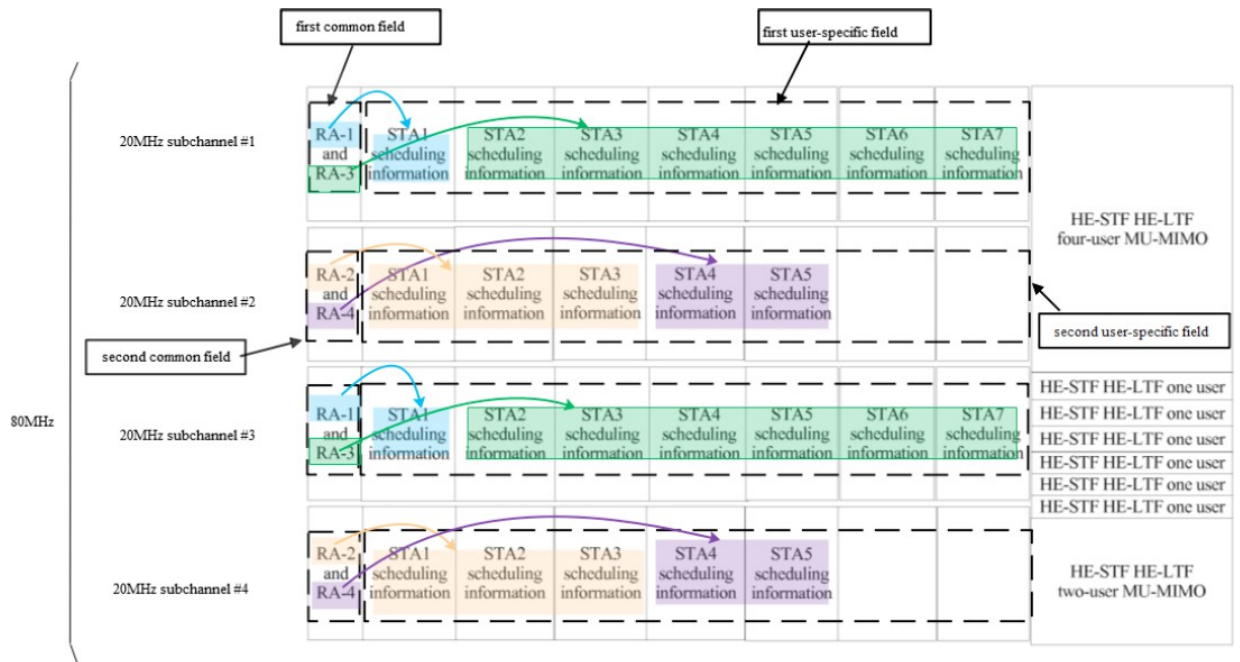 first common field
first user-specific field
20MHz subchannel #1
RA-1
and
RA-3
STA1
scheduling
information
STA2
scheduling
information
STA3
scheduling
information
STA4
scheduling
information
STA5
scheduling
information
STA6
scheduling
information
STA7
scheduling
information
HE-STF HE-LTF
four-user MU-MIMO
20MHz subchannel #2
RA-2
and
RA-4
STA1
scheduling
information
STA2
scheduling
information
STA3
scheduling
information
STA4
scheduling
information
STA5
scheduling
information
second common field
second user-specific field
80MHz
20MHz subchannel #3
RA-1
and
RA-3
STA1
scheduling
information
STA2
scheduling
information
STA3
scheduling
information
STA4
scheduling
information
STA5
scheduling
information
STA6
scheduling
information
STA7
scheduling
information
HE-STF HE-LTF one user
HE-STF HE-LTF one user
HE-STF HE-LTF one user
HE-STF HE-LTF one user
HE-STF HE-LTF one user
HE-STF HE-LTF one user
20MHz subchannel #4
RA-2
and
RA-4
STA1
scheduling
information
STA2
scheduling
information
STA3
scheduling
information
STA4
scheduling
information
STA5
scheduling
information
HE-STF HE-LTF
two-user MU-MIMO